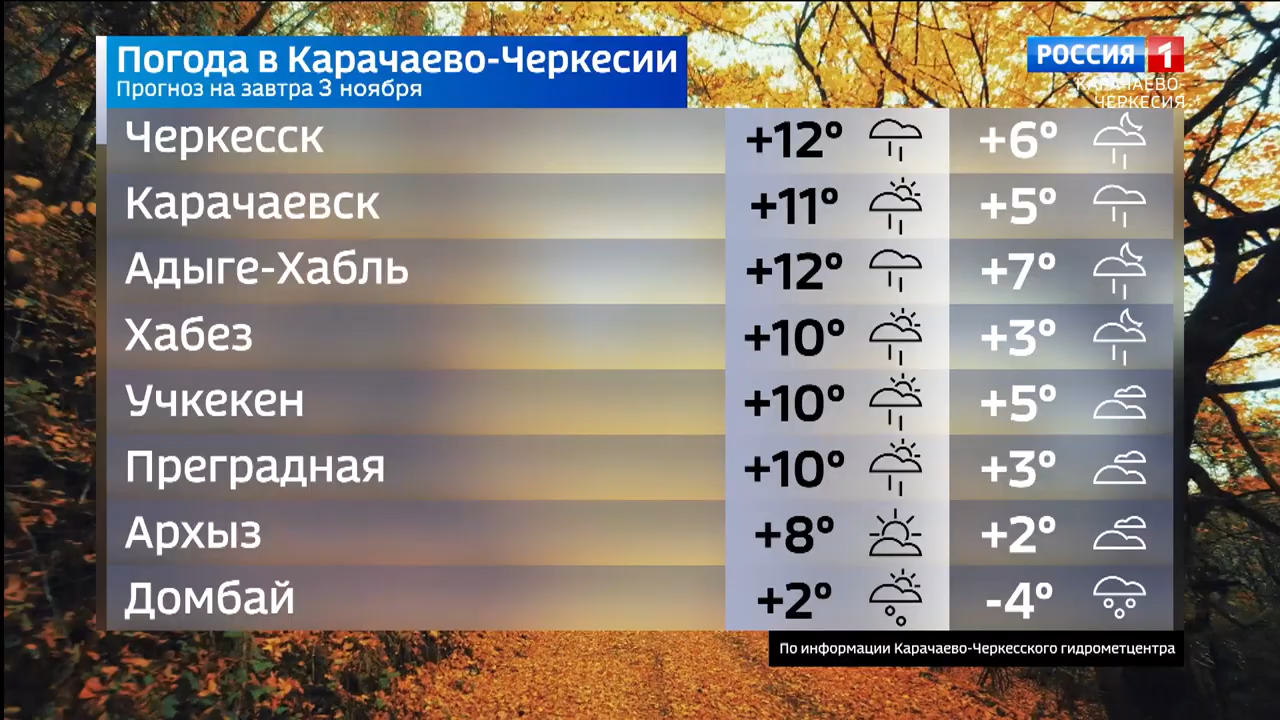 Погода в Карачаево-Черкесии
Прогноз на завтра 3 ноября
РОССИЯ 1
КАРАЧАЕВО-
ЧЕРКЕСИЯ
Черкесск +12° +6°
Карачаевск +11° +5°
Адыге-Хабль +12° +7°
Хабез +10° +3°
Учкекен +10° +5°
Преградная +10° +3°
Архыз +8° +2°
Домбай +2° -4°
По информации Карачаево-Черкесского гидрометцентра